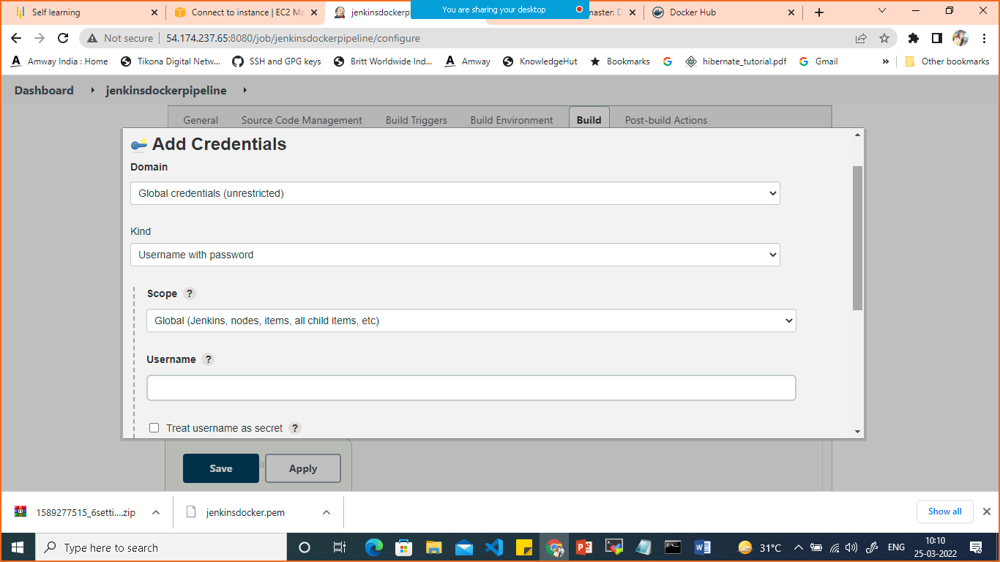 Self learning
Connect to instance | EC2 Ma
jenkinsdockerp
You are sharing your desktop
master: D
Docker Hub
Not secure
54.174.237.65:8080/job/jenkinsdockerpipeline/configure
Amway India : Home
Tikona Digital Netw...
SSH and GPG keys
Britt Worldwide Ind...
Amway
KnowledgeHut
Bookmarks
hibernate_tutorial.pdf
Gmail
»
Other bookmarks
Dashboard
jenkinsdockerpipeline
General
Source Code Management
Build Triggers
Build Environment
Build
Post-build Actions
Add Credentials
Domain
Global credentials (unrestricted)
Kind
Username with password
Scope ?
Global (Jenkins, nodes, items, all child items, etc)
Username ?
Treat username as secret ?
Save
Apply
1589277515_6setti....zip
jenkinsdocker.pem
Show all
Type here to search
31°C
ENG
10:10
25-03-2022